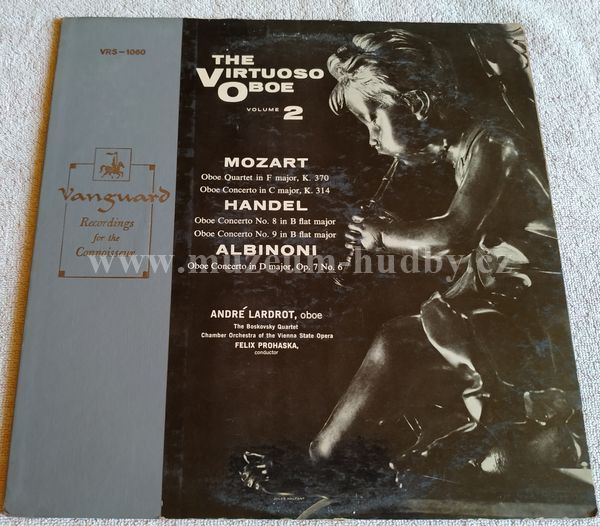 VRS-1060
THE
VIRTUOSO
OBOE
VOLUME 2
MOZART
Oboe Quartet in F major, K. 370
Oboe Concerto in C major, K. 314
HANDEL
Oboe Concerto No. 8 in B flat major
Oboe Concerto No. 9 in B flat major
ALBINONI
Oboe Concerto in D major, Op. 7 No. 6
ANDRÉ LARDROT, oboe
The Boskovsky Quartet
Chamber Orchestra of the Vienna State Opera
FELIX PROHASKA,
conductor
Vanguard
Recordings
for the
Connoisseur
www.muzeum-hudby.cz